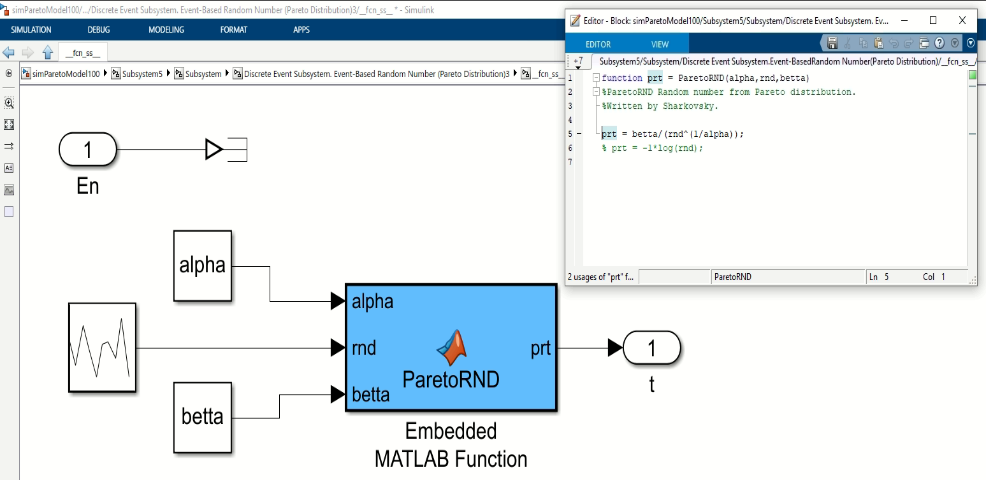 simParetoModel100/.../Discrete Event Subsystem. Event-Based Random Number (Pareto Distribution)3/__fcn_ss__* - Simulink
SIMULATION DEBUG MODELING FORMAT APPS
__fcn_ss__
simParetoModel100 Subsystem5 Subsystem Discrete Event Subsystem. Event-Based Random Number (Pareto Distribution)3 __fcn_ss_
Editor - Block: simParetoModel100/Subsystem5/Subsystem/Discrete Event Subsystem. Ev...
EDITOR VIEW
+7 Subsystem5/Subsystem/Discrete Event Subsystem.Event-BasedRandom Number(Pareto Distribution)/__fcn_ss_/
1 function prt = ParetoRND(alpha,rnd,betta)
2 %ParetoRND Random number from Pareto distribution.
3 %Written by Sharkovsky.
4
5 prt = betta/(rnd^(1/alpha));
6 % prt = -1*log(rnd);
7
2 usages of "prt" f... ParetoRND Ln 5 Col 1
1
En
alpha
betta
alpha
rnd
betta
prt
ParetoRND
Embedded
MATLAB Function
1
t